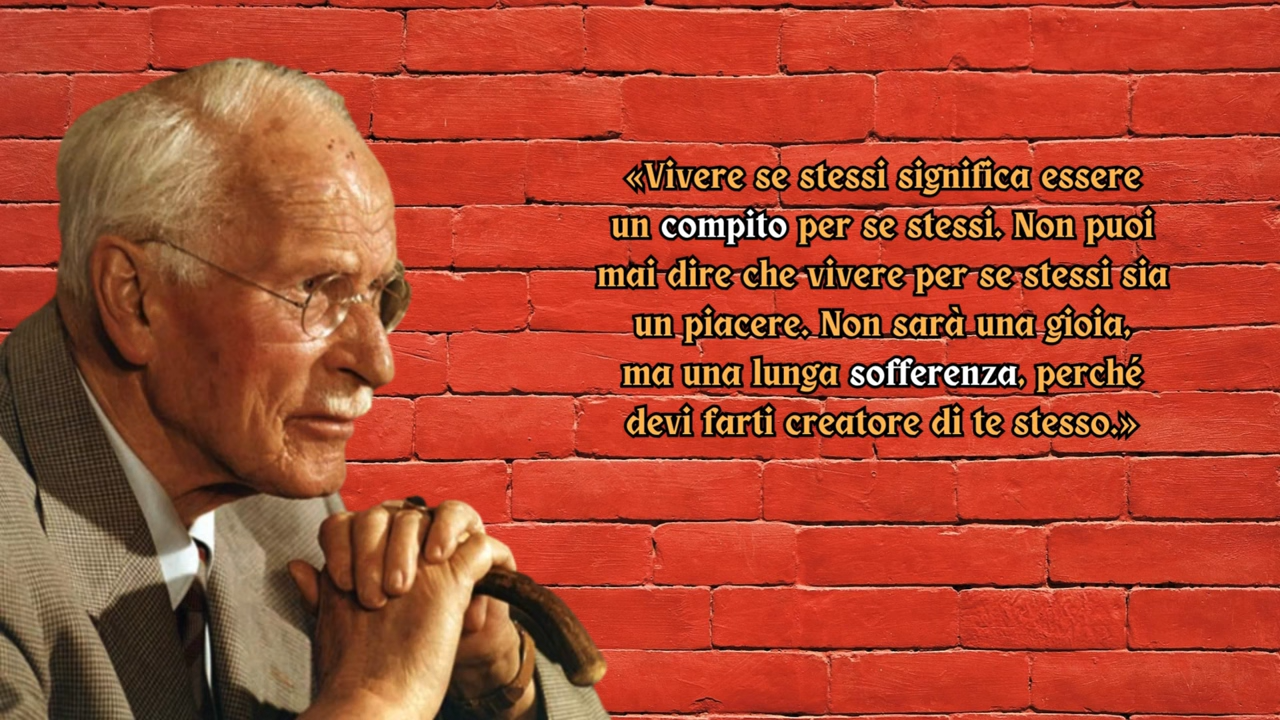 «Vivere se stessi significa essere
un compito per se stessi. Non puoi
mai dire che vivere per se stessi sia
un piacere. Non sarà una gioia,
ma una lunga sofferenza, perché
devi farti creatore di te stesso.»